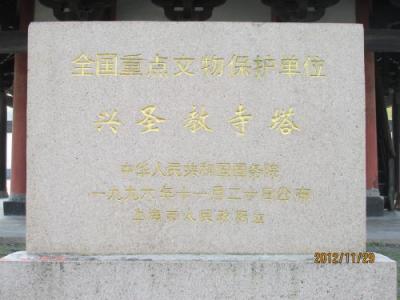 全国重点文物保护单位
兴圣教寺塔
中华人民共和国国务院
一九九六年十一月二十日公布
上海市人民政府立
2012/11/29